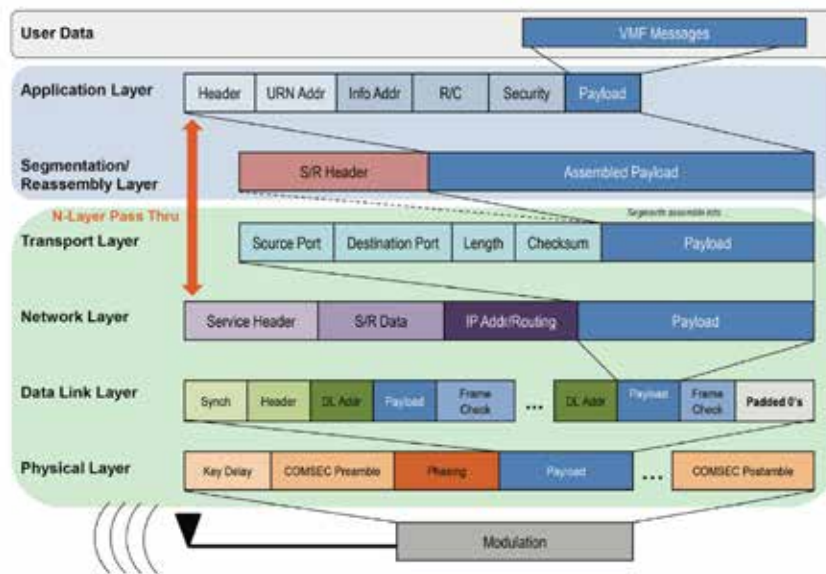 User Data
VMF Messages
Application Layer
Header
URN Addr
Info Addr
R/C
Security
Payload
Segmentation/
Reassembly Layer
S/R Header
Assembled Payload
N-Layer Pass Thru
Segments assemble into
Transport Layer
Source Port
Destination Port
Length
Checksum
Payload
Network Layer
Service Header
S/R Data
IP Addr/Routing
Payload
Data Link Layer
Synch
Header
DL Addr
Payload
Frame
Check
...
DL Addr
Payload
Frame
Check
Padded 0's
Physical Layer
Key Delay
COMSEC Preamble
Phasing
Payload
...
COMSEC Postamble
Modulation